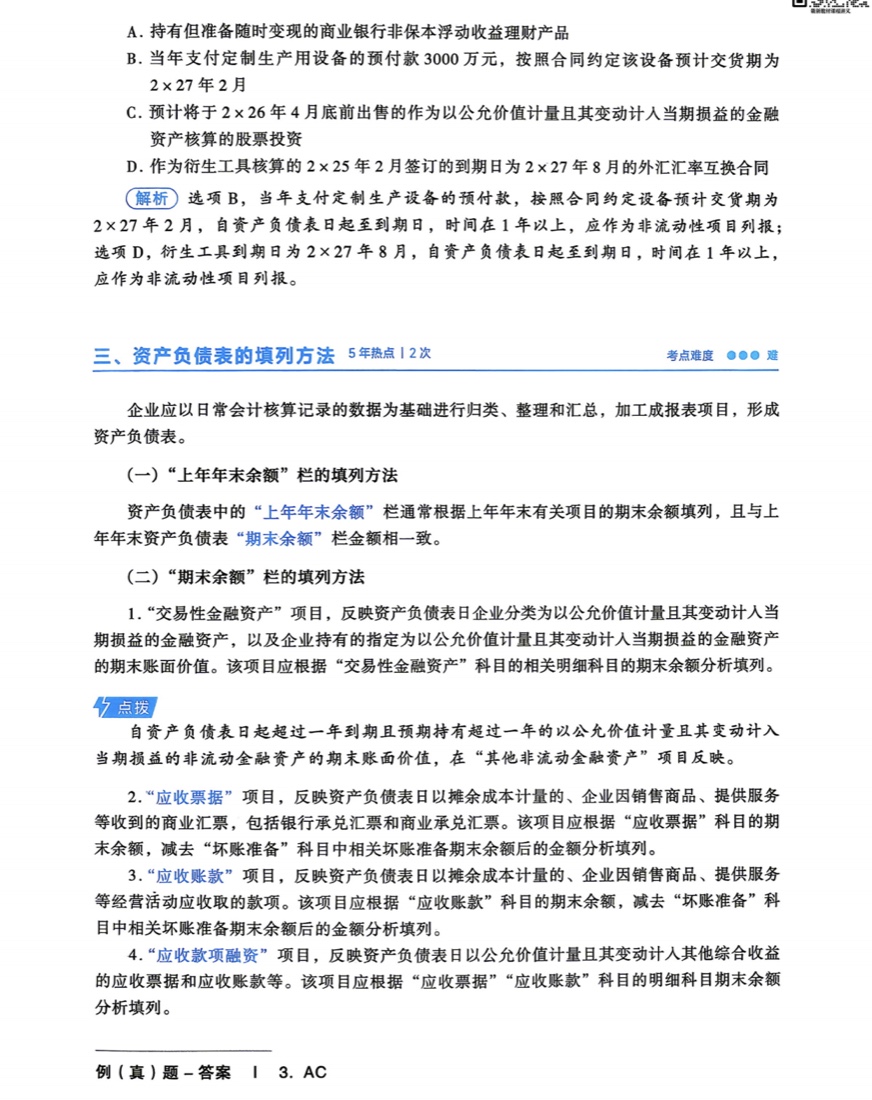 A. 持有但准备随时变现的商业银行非保本浮动收益理财产品
B. 当年支付定制生产用设备的预付款 3000 万元，按照合同约定该设备预计交货期为
2×27 年 2 月
C. 预计将于 2×26 年 4 月底前出售的作为以公允价值计量且其变动计入当期损益的金融
资产核算的股票投资
D. 作为衍生工具核算的 2×25 年 2 月签订的到期日为 2×27 年 8 月的外汇汇率互换合同
解析 选项 B，当年支付定制生产设备的预付款，按照合同约定设备预计交货期为
2×27 年 2 月，自资产负债表日起至到期日，时间在 1 年以上，应作为非流动性项目列报；
选项 D，衍生工具到期日为 2×27 年 8 月，自资产负债表日起至到期日，时间在 1 年以上，
应作为非流动性项目列报。
三、资产负债表的填列方法 5年热点 | 2次 考点难度 难
企业应以日常会计核算记录的数据为基础进行归类、整理和汇总，加工成报表项目，形成
资产负债表。
（一）“上年年末余额”栏的填列方法
资产负债表中的“上年年末余额”栏通常根据上年年末有关项目的期末余额填列，且与上
年年末资产负债表“期末余额”栏金额相一致。
（二）“期末余额”栏的填列方法
1. “交易性金融资产”项目，反映资产负债表日企业分类为以公允价值计量且其变动计入当
期损益的金融资产，以及企业持有的指定为以公允价值计量且其变动计入当期损益的金融资产
的期末账面价值。该项目应根据“交易性金融资产”科目的相关明细科目的期末余额分析填列。
点拨
自资产负债表日起超过一年到期且预期持有超过一年的以公允价值计量且其变动计入
当期损益的非流动金融资产的期末账面价值，在“其他非流动金融资产”项目反映。
2. “应收票据”项目，反映资产负债表日以摊余成本计量的、企业因销售商品、提供服务
等收到的商业汇票，包括银行承兑汇票和商业承兑汇票。该项目应根据“应收票据”科目的期
末余额，减去“坏账准备”科目中相关坏账准备期末余额后的金额分析填列。
3. “应收账款”项目，反映资产负债表日以摊余成本计量的、企业因销售商品、提供服务
等经营活动应收取的款项。该项目应根据“应收账款”科目的期末余额，减去“坏账准备”科
目中相关坏账准备期末余额后的金额分析填列。
4. “应收款项融资”项目，反映资产负债表日以公允价值计量且其变动计入其他综合收益
的应收票据和应收账款等。该项目应根据“应收票据”“应收账款”科目的明细科目期末余额
分析填列。
例（真）题－答案 | 3. AC